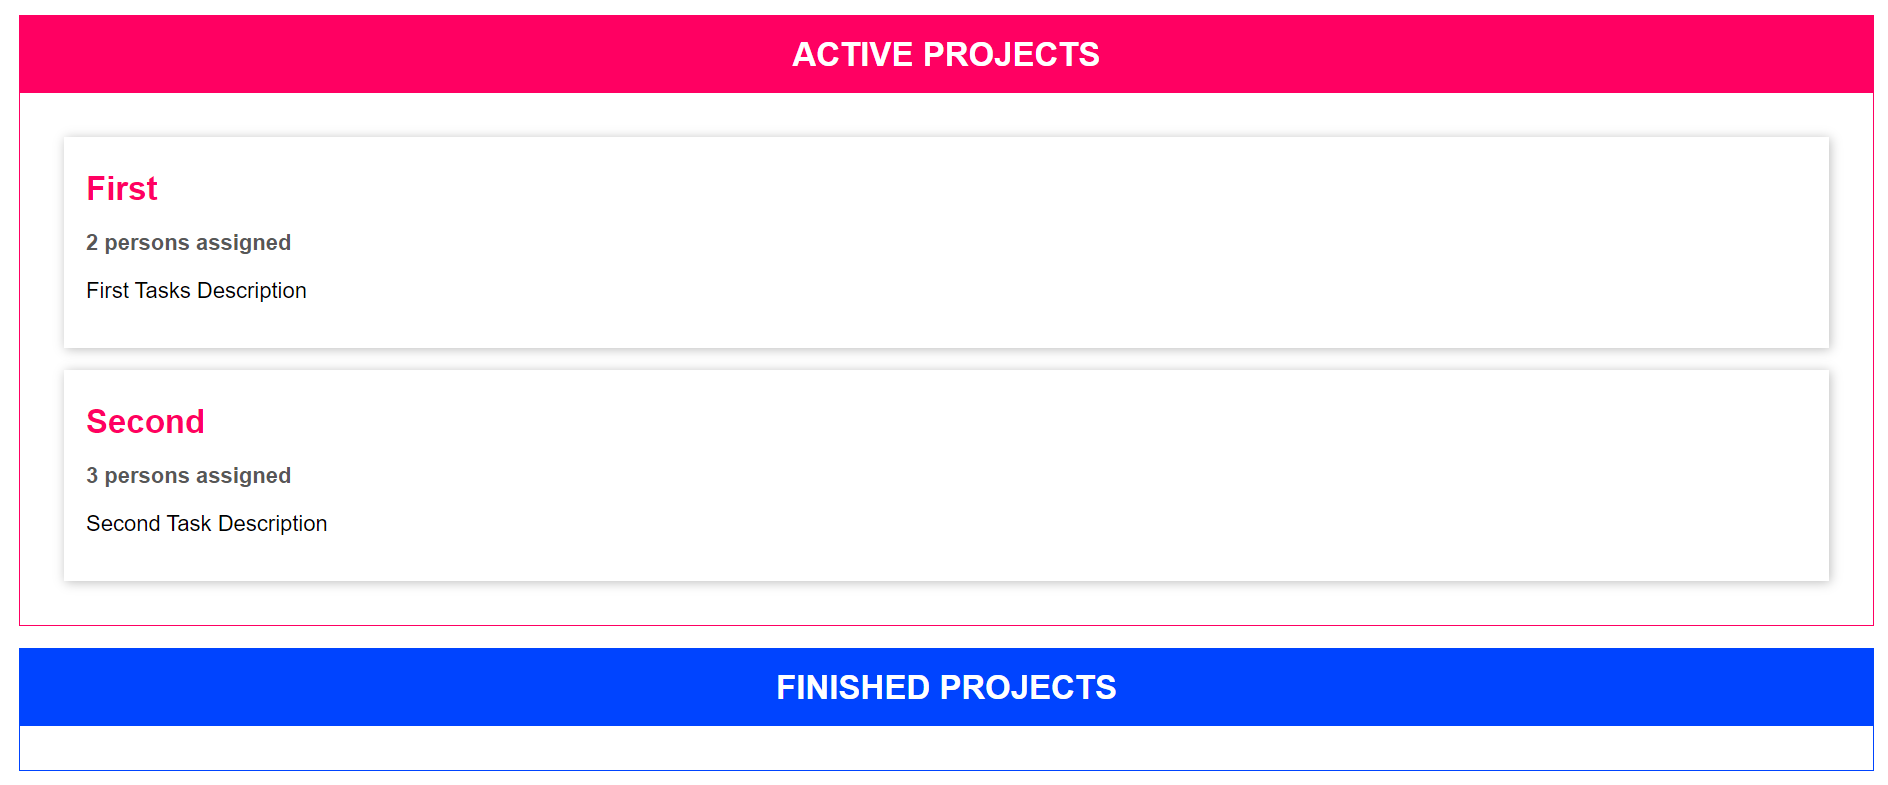 ACTIVE PROJECTS
First
2 persons assigned
First Tasks Description
Second
3 persons assigned
Second Task Description
FINISHED PROJECTS